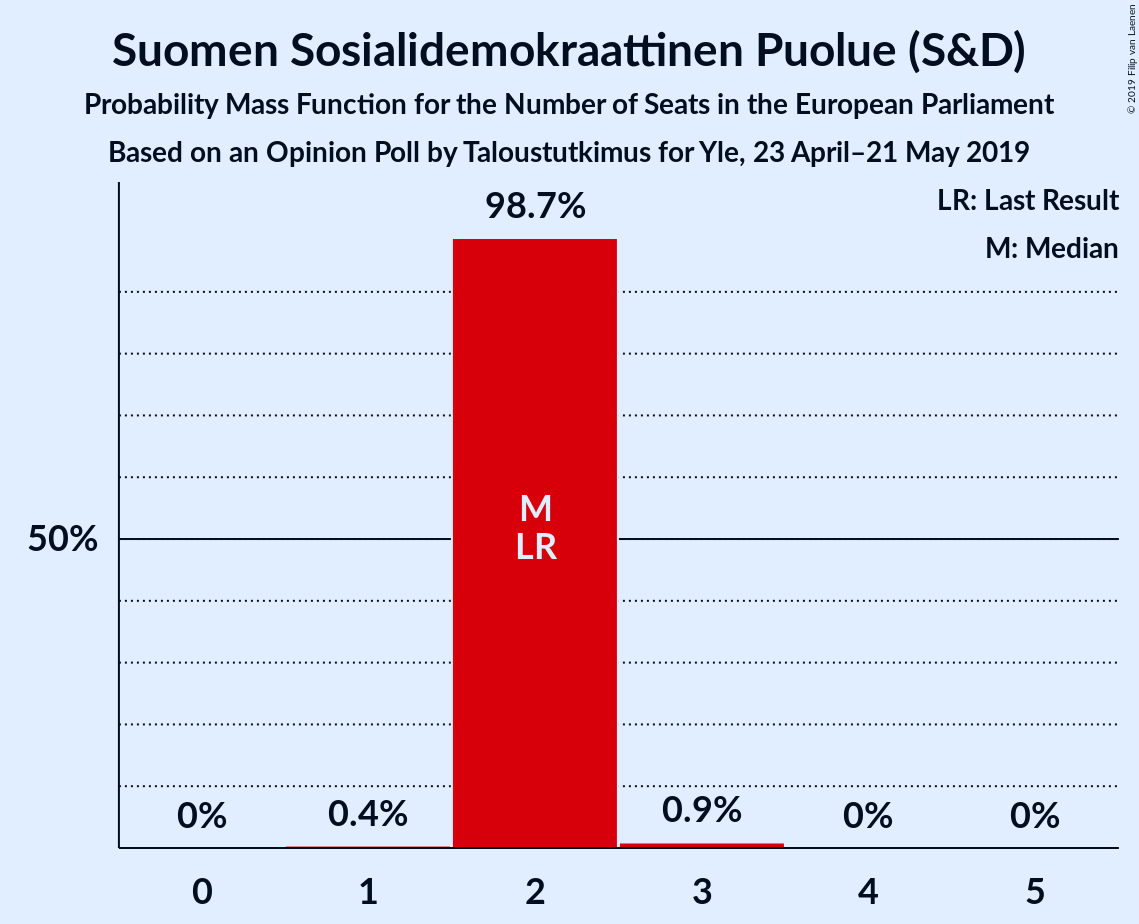 Suomen Sosialidemokraattinen Puolue (S&D)
Probability Mass Function for the Number of Seats in the European Parliament
Based on an Opinion Poll by Taloustutkimus for Yle, 23 April–21 May 2019
© 2019 Filip van Laenen
LR: Last Result
M: Median
98.7%
M
LR
50%
0%
0.4%
0.9%
0%
0%
0
1
2
3
4
5